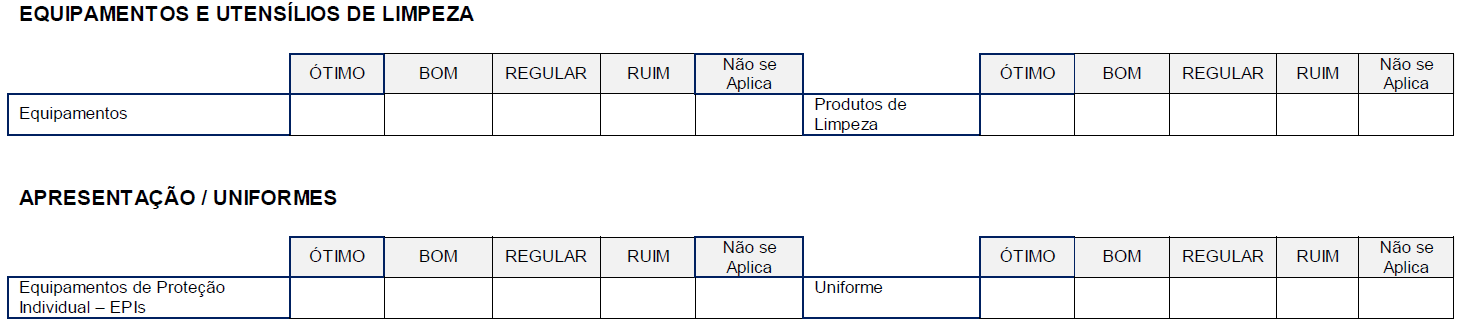 EQUIPAMENTOS E UTENSÍLIOS DE LIMPEZA
ÓTIMO BOM REGULAR RUIM Não se Aplica ÓTIMO BOM REGULAR RUIM Não se Aplica
Equipamentos Produtos de Limpeza
APRESENTAÇÃO / UNIFORMES
ÓTIMO BOM REGULAR RUIM Não se Aplica ÓTIMO BOM REGULAR RUIM Não se Aplica
Equipamentos de Proteção Individual – EPIs Uniforme